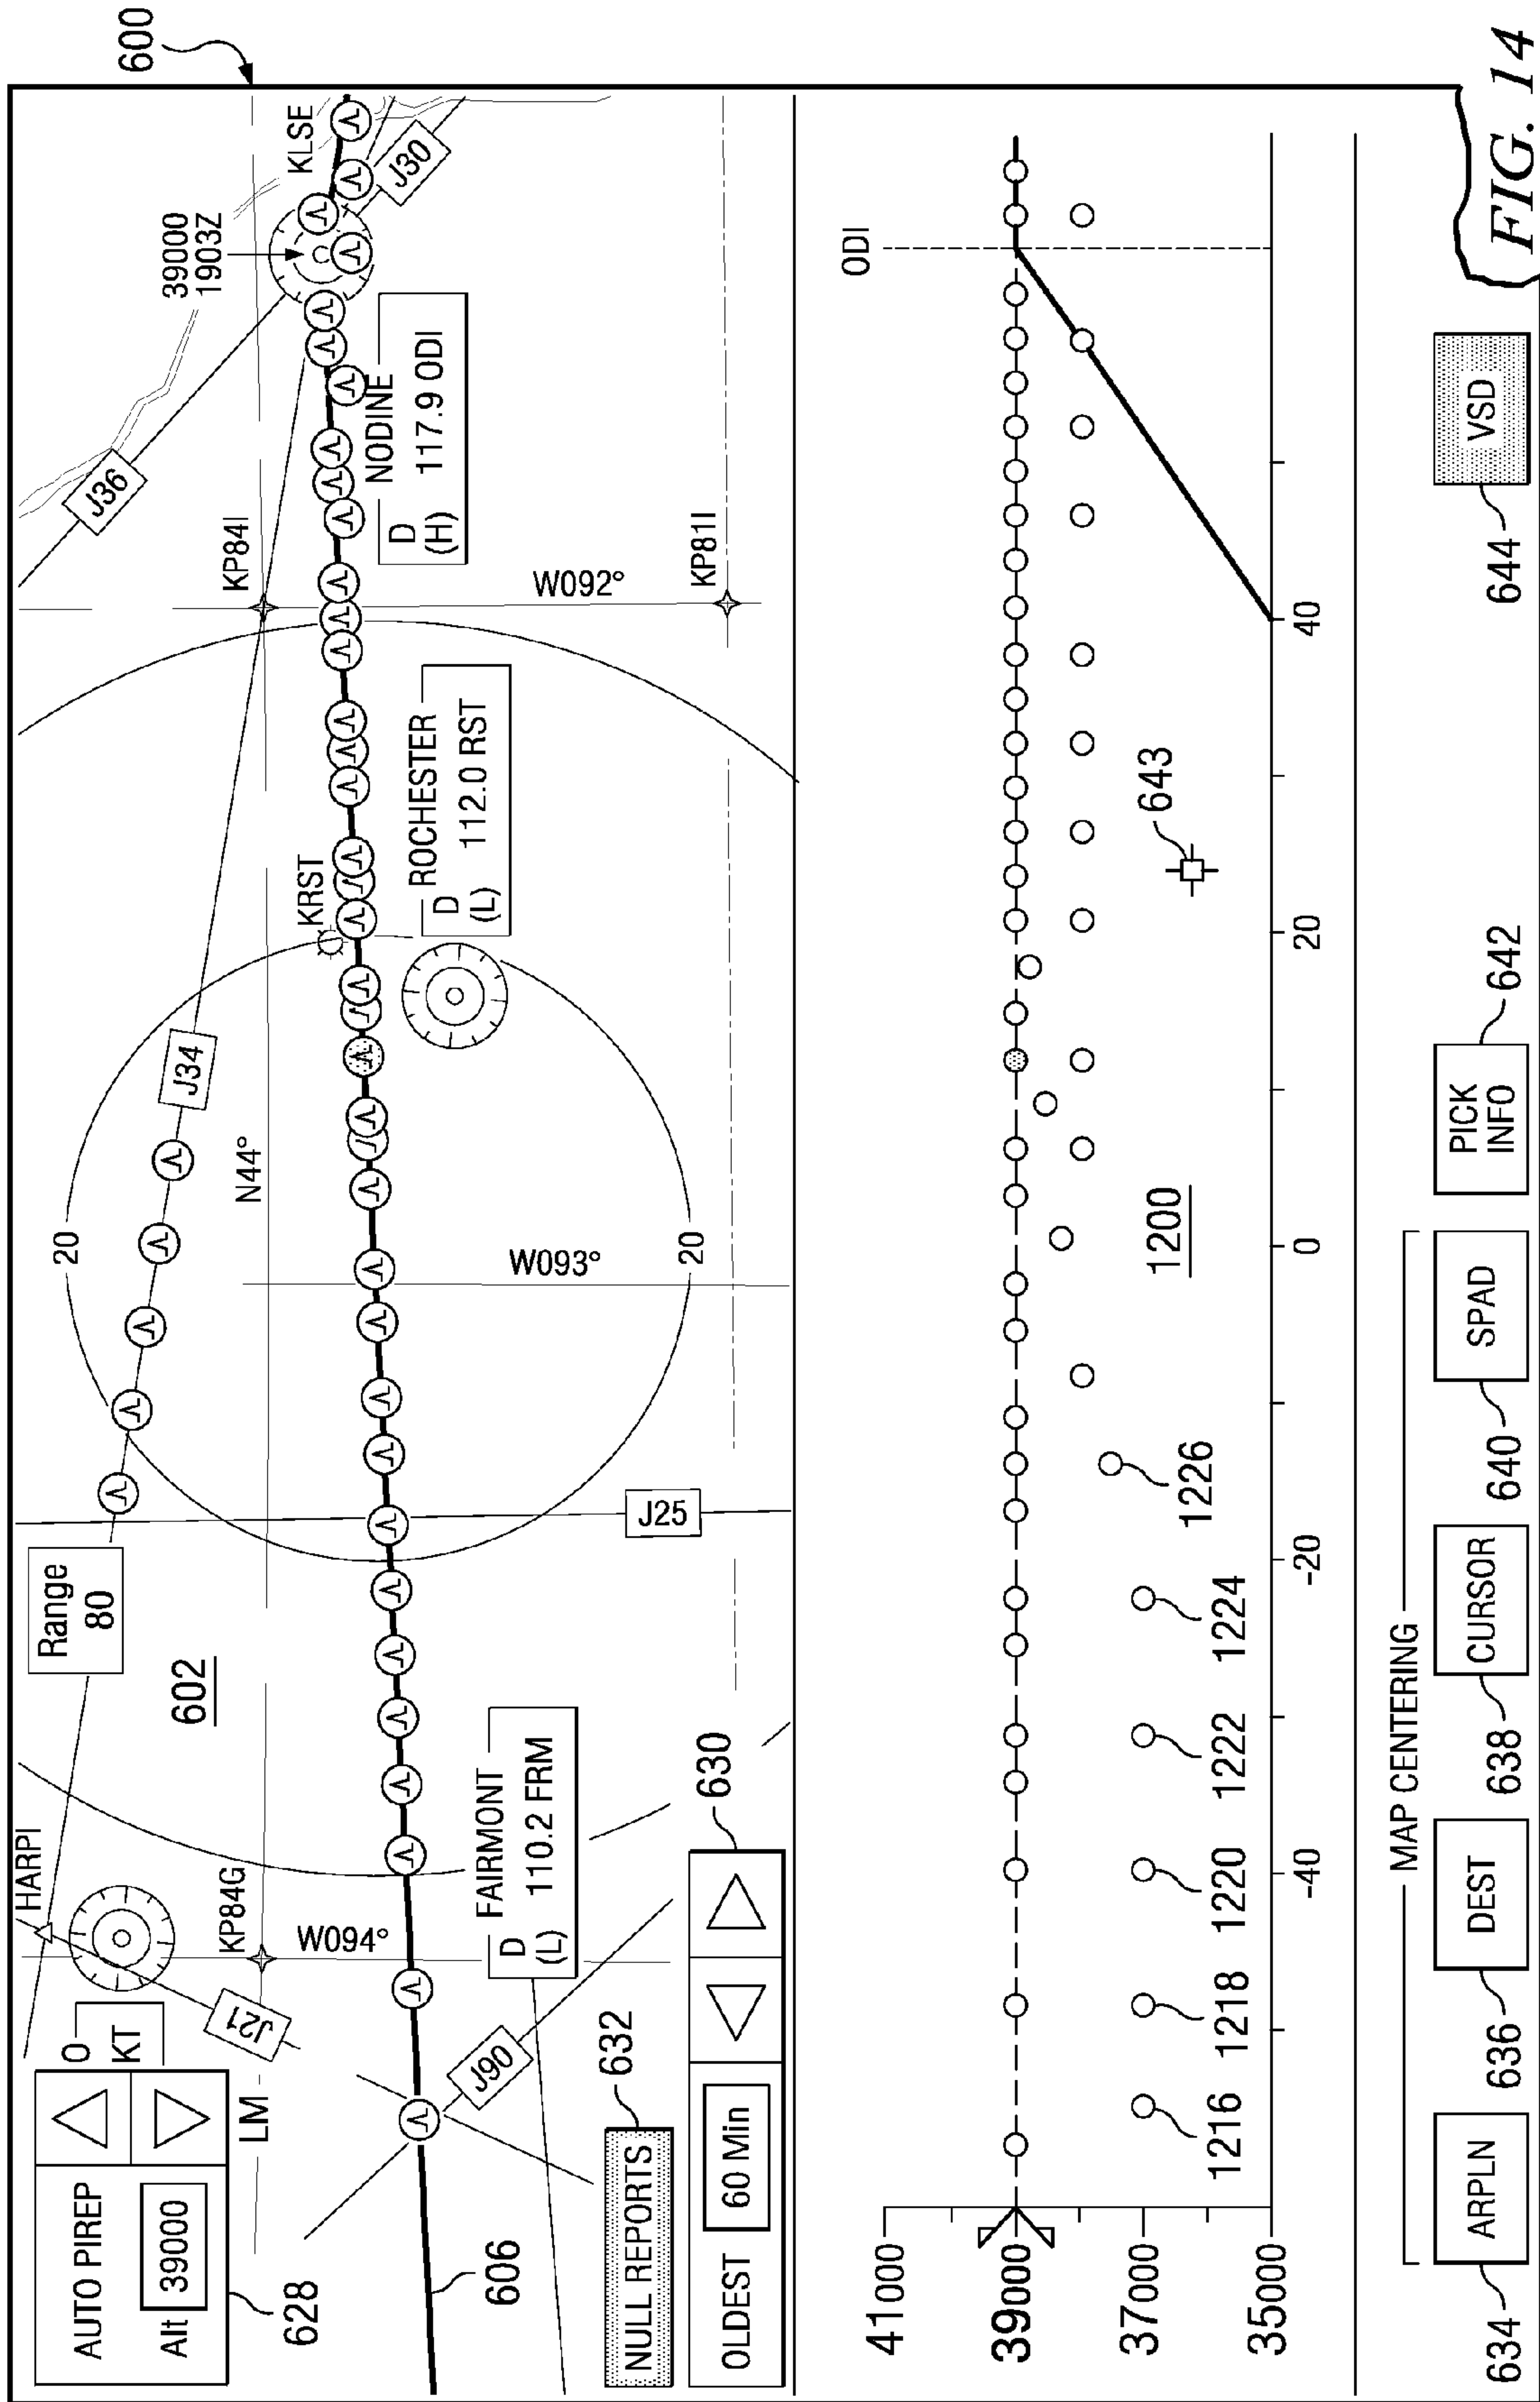 600
AUTO PIREP
Alt 39000
628
0
KT
LM
HARPI
J21
KP84G
W094°
Range
80
602
J25
20
J34
N44°
W093°
20
KRST
D ROCHESTER
(L) 112.0 RST
J36
KP84I
W092°
KP81I
39000
1903Z
KLSE
J30
D NODINE
(H) 117.9 ODI
606
J90
D FAIRMONT
(L) 110.2 FRM
NULL REPORTS
632
OLDEST 60 Min
630
ODI
41000
39000
37000
35000
1216
1218
1220
1222
1224
1226
1200
643
-40
-20
0
20
40
MAP CENTERING
634
ARPLN
636
DEST
638
CURSOR
640
SPAD
PICK
INFO
642
644
VSD
FIG. 14